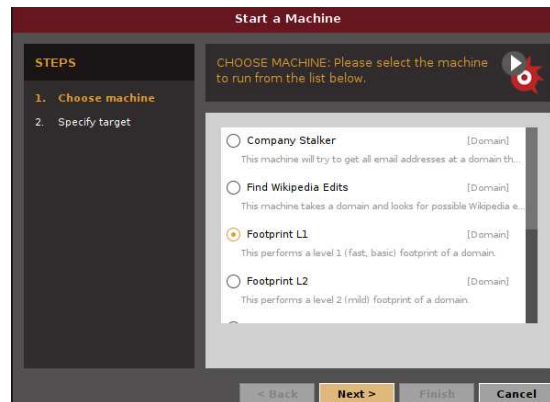 Start a Machine
STEPS
1. Choose machine
2. Specify target
CHOOSE MACHINE: Please select the machine
to run from the list below.
Company Stalker [Domain]
This machine will try to get all email addresses at a domain th...
Find Wikipedia Edits [Domain]
This machine takes a domain and looks for possible Wikipedia e...
Footprint L1 [Domain]
This performs a level 1 (fast, basic) footprint of a domain.
Footprint L2 [Domain]
This performs a level 2 (mild) footprint of a domain.
< Back Next > Finish Cancel